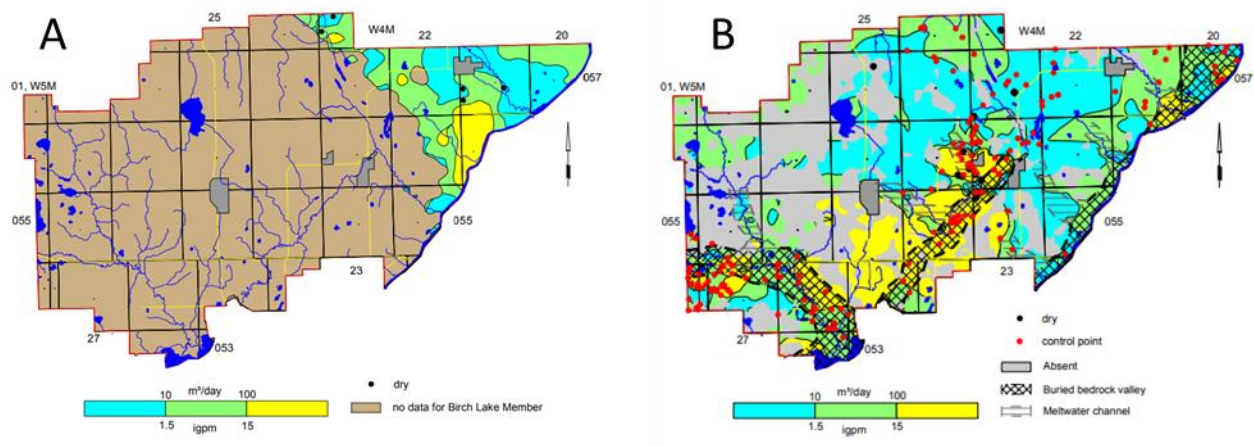 A
25
W4M
22
20
057
01, W5M
055
055
23
27
053
dry
10 m³/day 100
1.5 igpm 15
no data for Birch Lake Member
B
25
W4M
22
20
057
01, W5M
055
055
23
27
053
dry
control point
Absent
Buried bedrock valley
Meltwater channel
10 m³/day 100
1.5 igpm 15